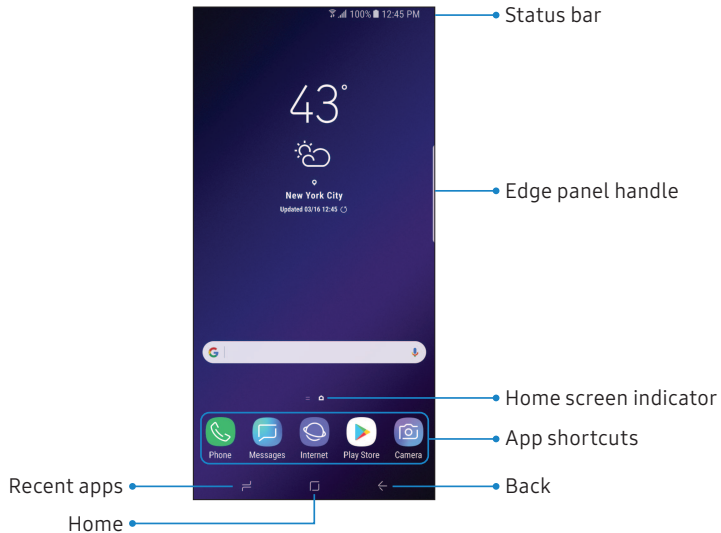 100% 12:45 PM
Status bar
43°
New York City
Updated 03/16 12:45
Edge panel handle
G
Home screen indicator
App shortcuts
Phone Messages Internet Play Store Camera
Recent apps
Back
Home